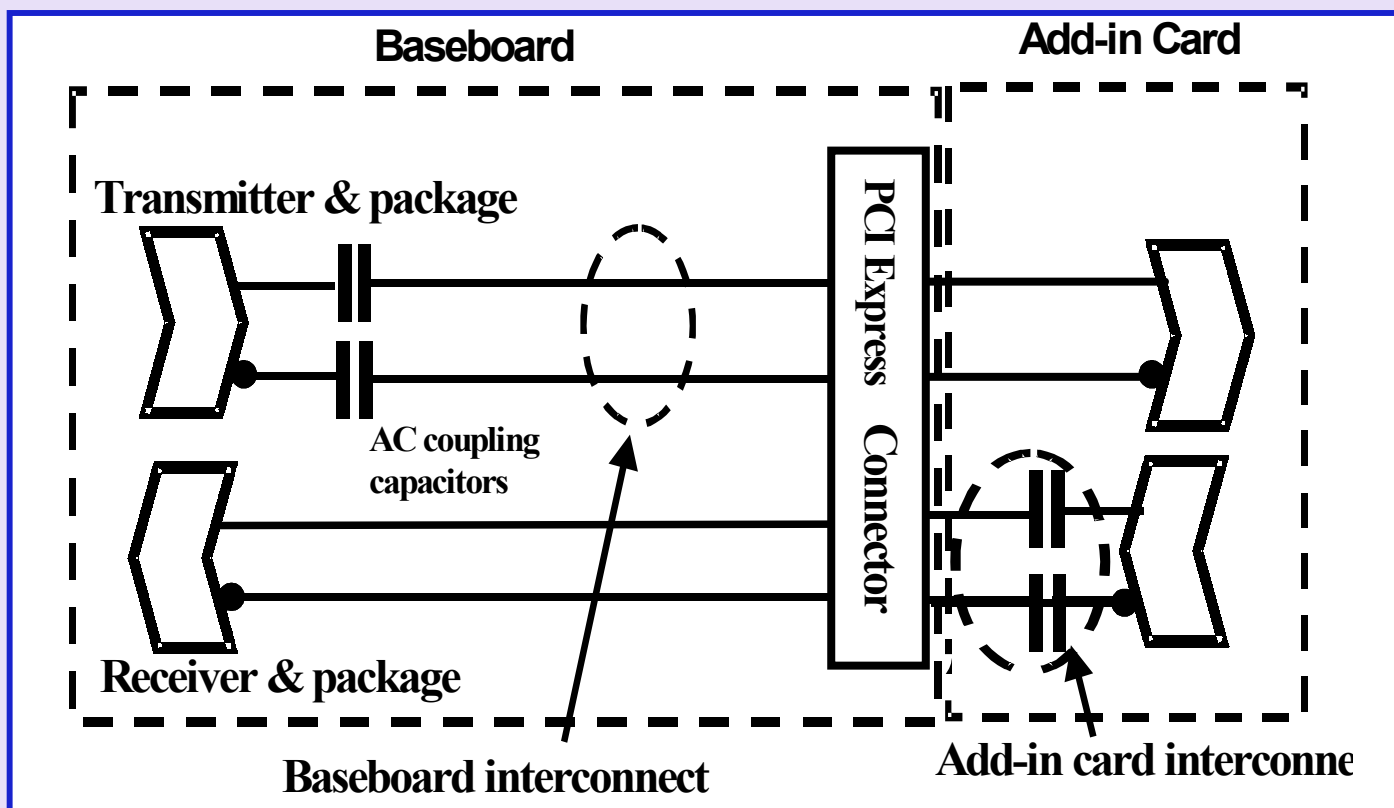 Baseboard
Add-in Card
Transmitter & package
PCI Express Connector
AC coupling
capacitors
Receiver & package
Baseboard interconnect
Add-in card interconne